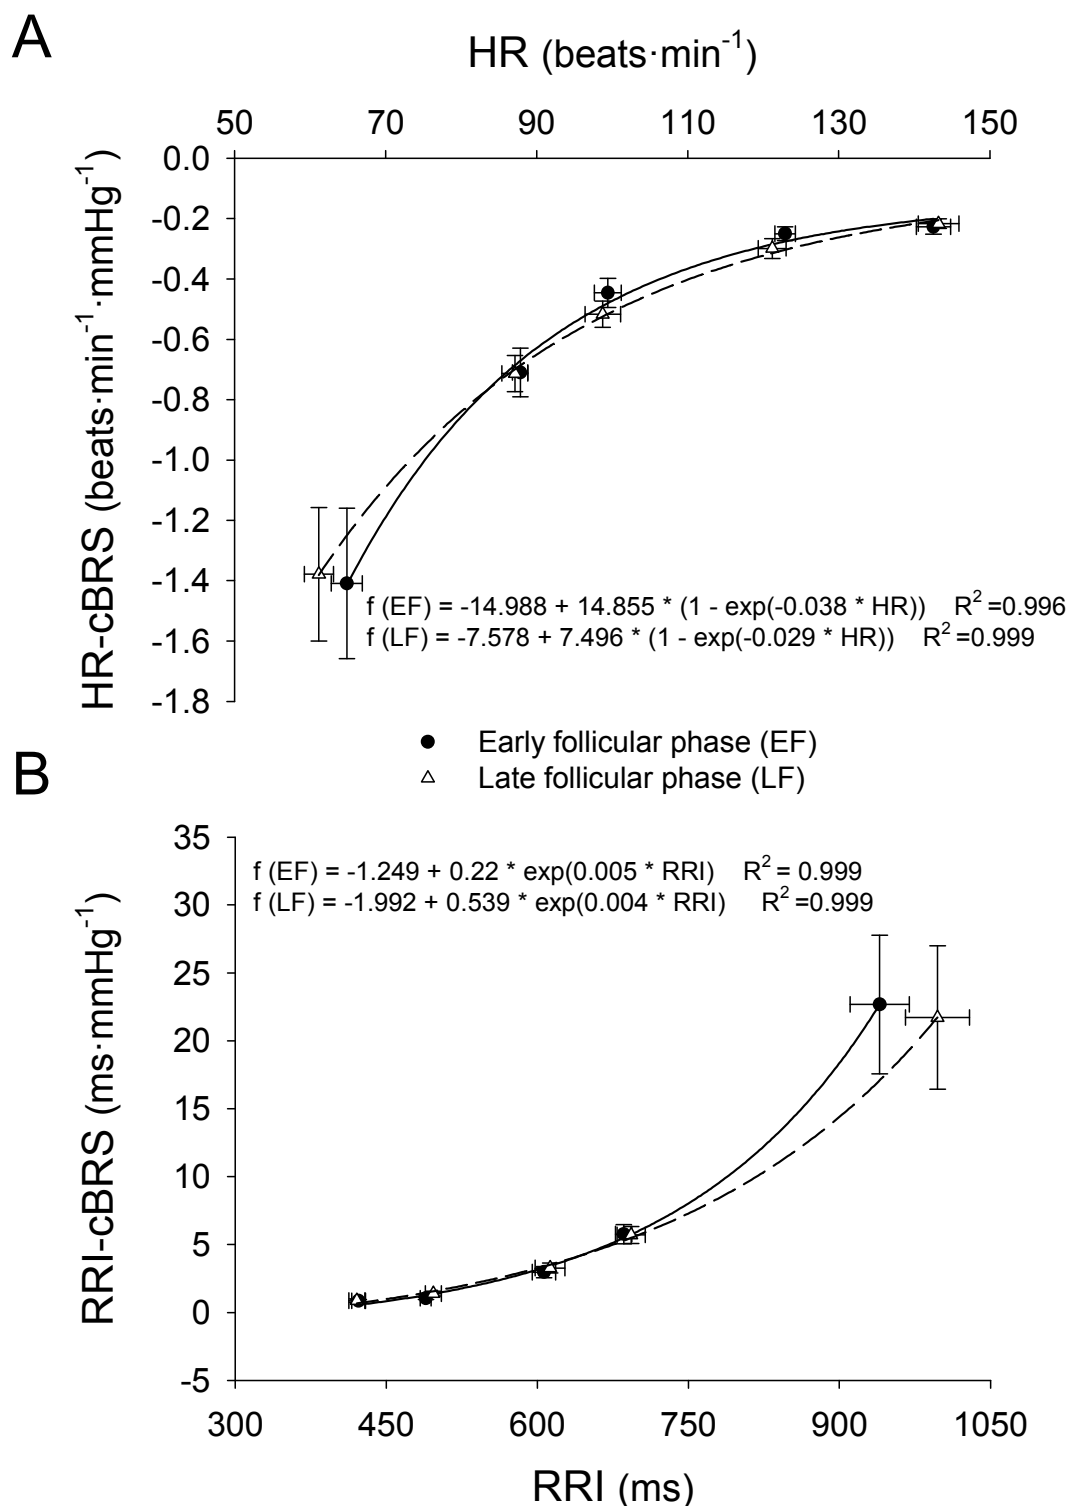 A
HR (beats·min⁻¹)
50 70 90 110 130 150
0.0
-0.2
-0.4
-0.6
-0.8
-1.0
-1.2
-1.4
-1.6
-1.8
HR-cBRS (beats·min⁻¹·mmHg⁻¹)
f (EF) = -14.988 + 14.855 * (1 - exp(-0.038 * HR)) R² =0.996
f (LF) = -7.578 + 7.496 * (1 - exp(-0.029 * HR)) R² =0.999
Early follicular phase (EF)
Late follicular phase (LF)
B
35
30
25
20
15
10
5
0
-5
RRI-cBRS (ms·mmHg⁻¹)
f (EF) = -1.249 + 0.22 * exp(0.005 * RRI) R² = 0.999
f (LF) = -1.992 + 0.539 * exp(0.004 * RRI) R² =0.999
300 450 600 750 900 1050
RRI (ms)